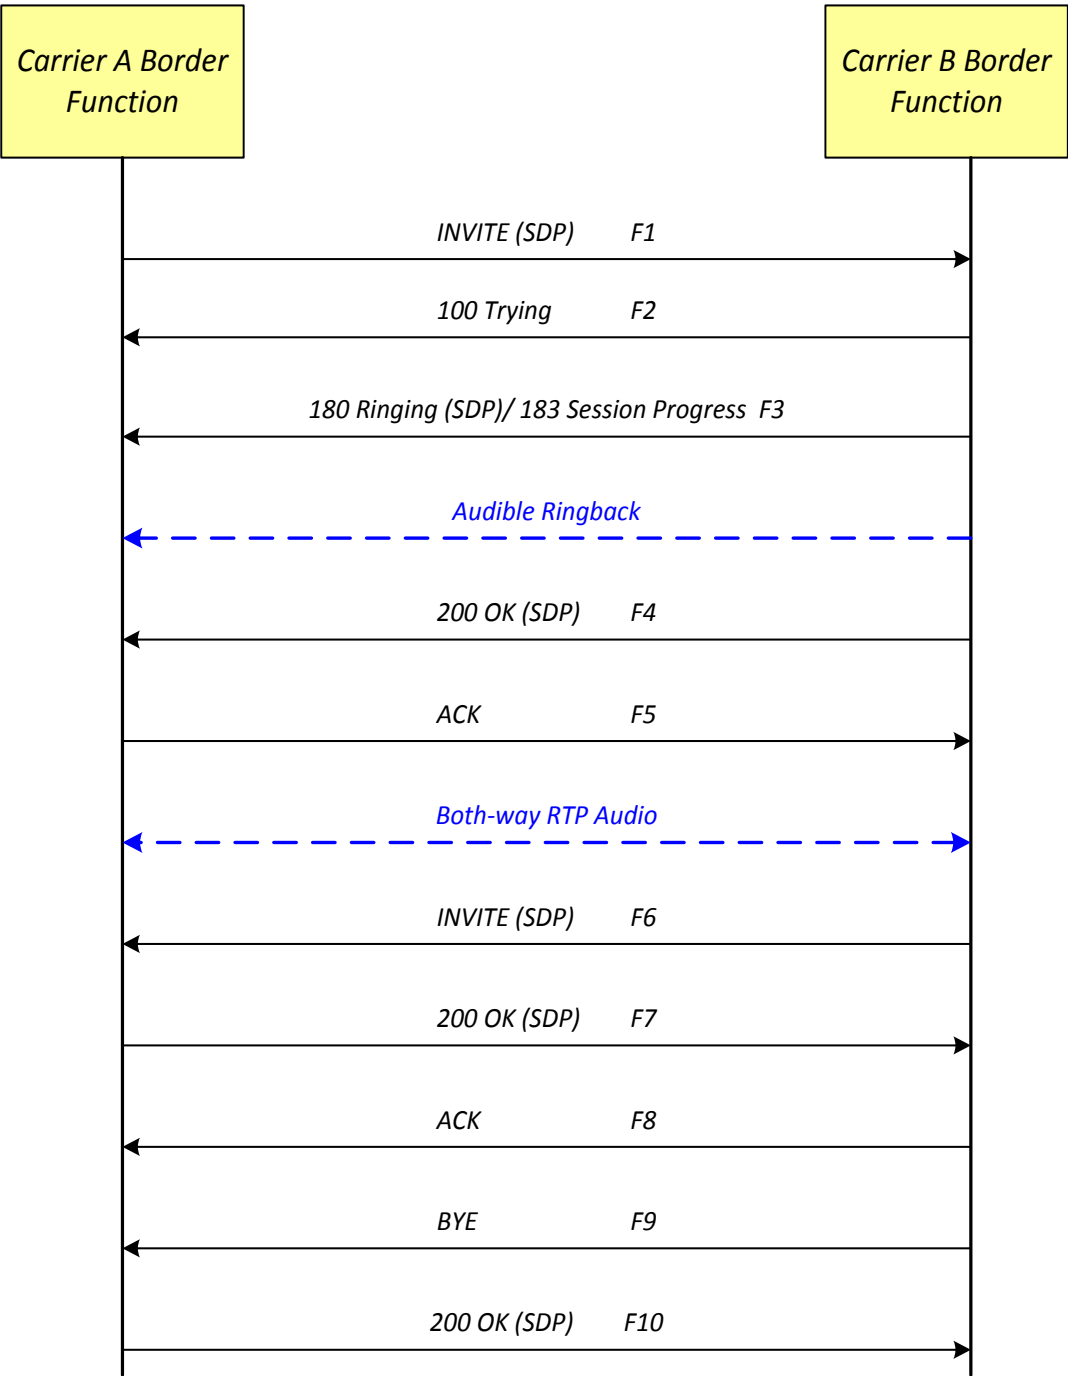 Carrier A Border
Function
Carrier B Border
Function
INVITE (SDP) F1
100 Trying F2
180 Ringing (SDP)/ 183 Session Progress F3
Audible Ringback
200 OK (SDP) F4
ACK F5
Both-way RTP Audio
INVITE (SDP) F6
200 OK (SDP) F7
ACK F8
BYE F9
200 OK (SDP) F10